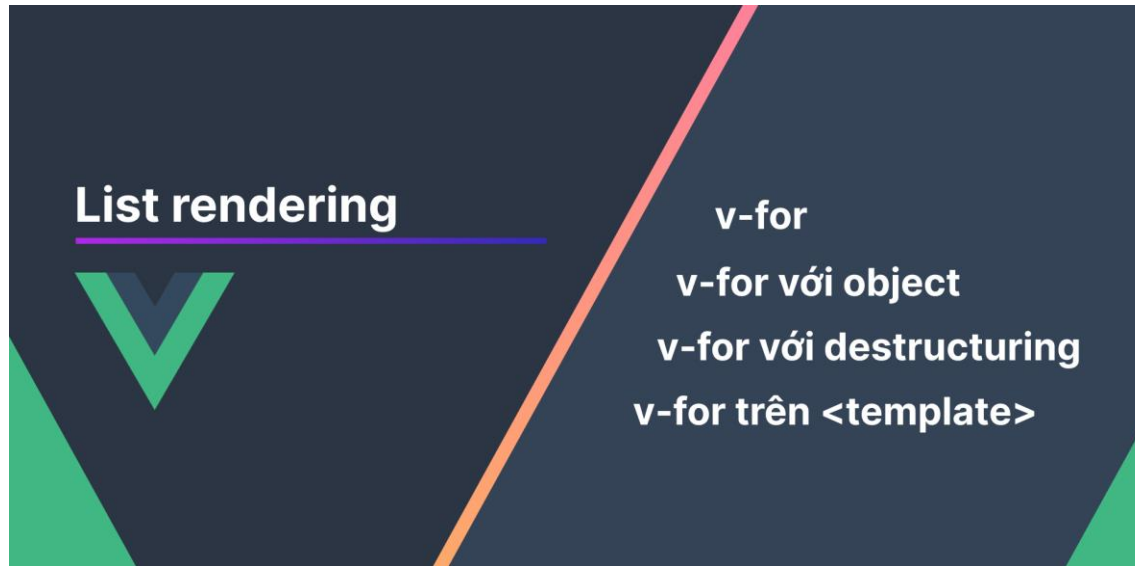 List rendering
v-for
v-for với object
v-for với destructuring
v-for trên <template>